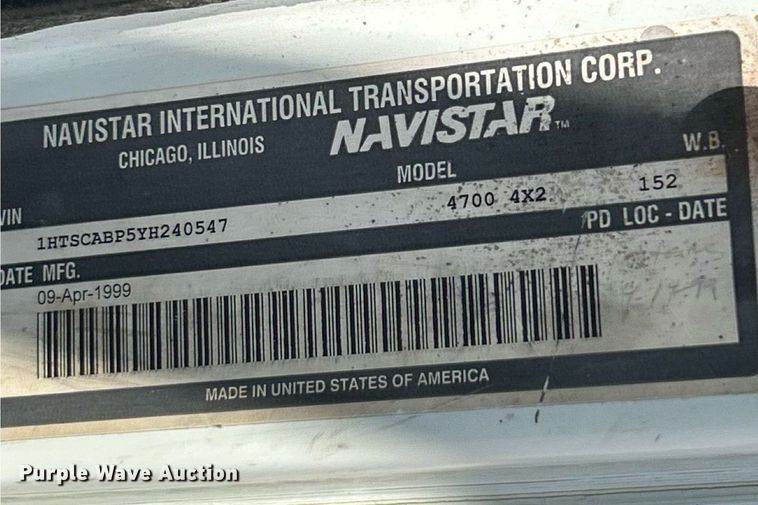 NAVISTAR INTERNATIONAL TRANSPORTATION CORP.
CHICAGO, ILLINOIS
NAVISTAR™
MODEL
W.B.
VIN
1HTSCABP5YH240547
4700 4X2
152
DATE MFG.
PD LOC - DATE
09-Apr-1999
MADE IN UNITED STATES OF AMERICA
Purple Wave Auction